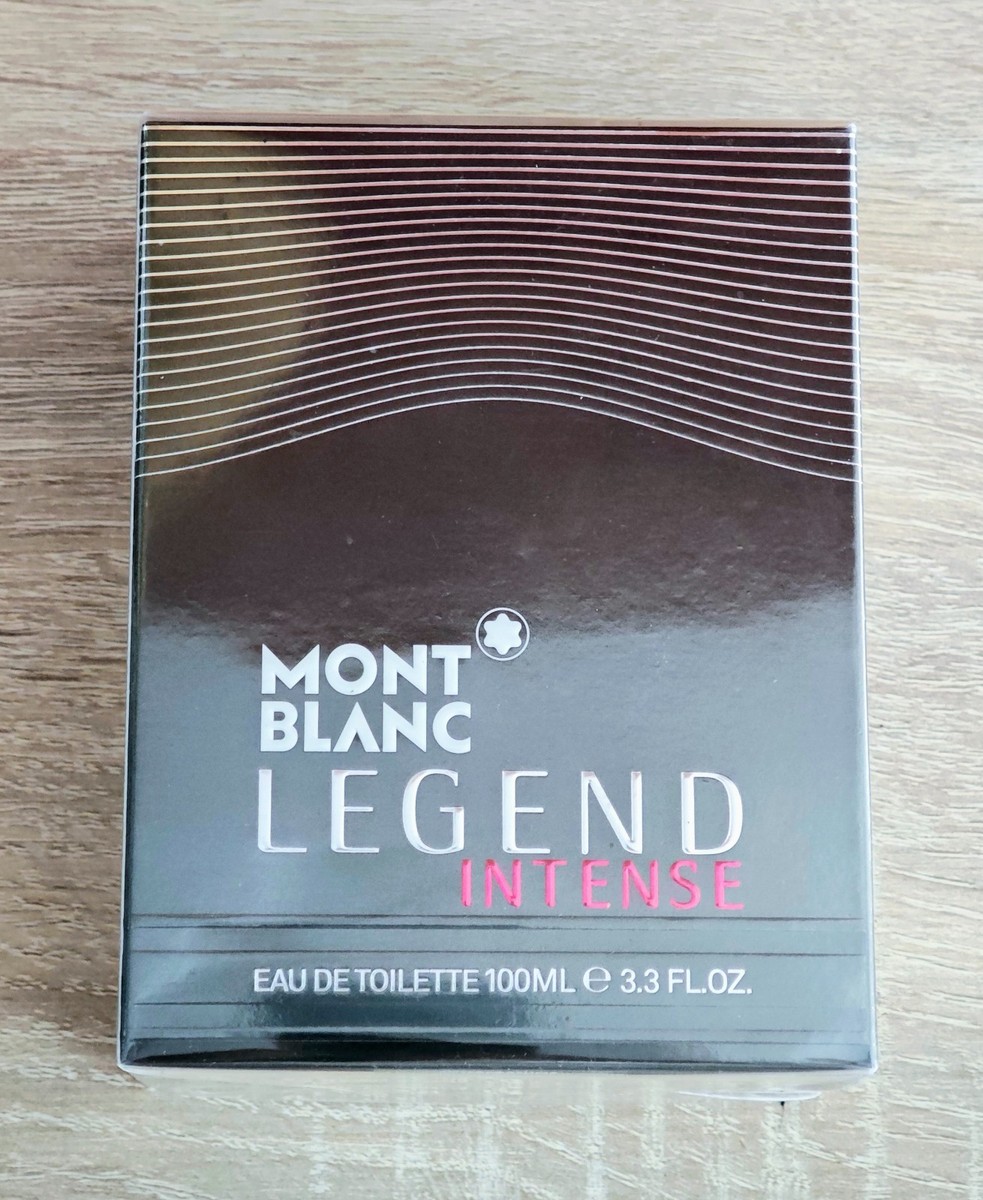 MONT
BLANC
LEGEND
INTENSE
EAU DE TOILETTE 100ML ℮ 3.3 FL.OZ.